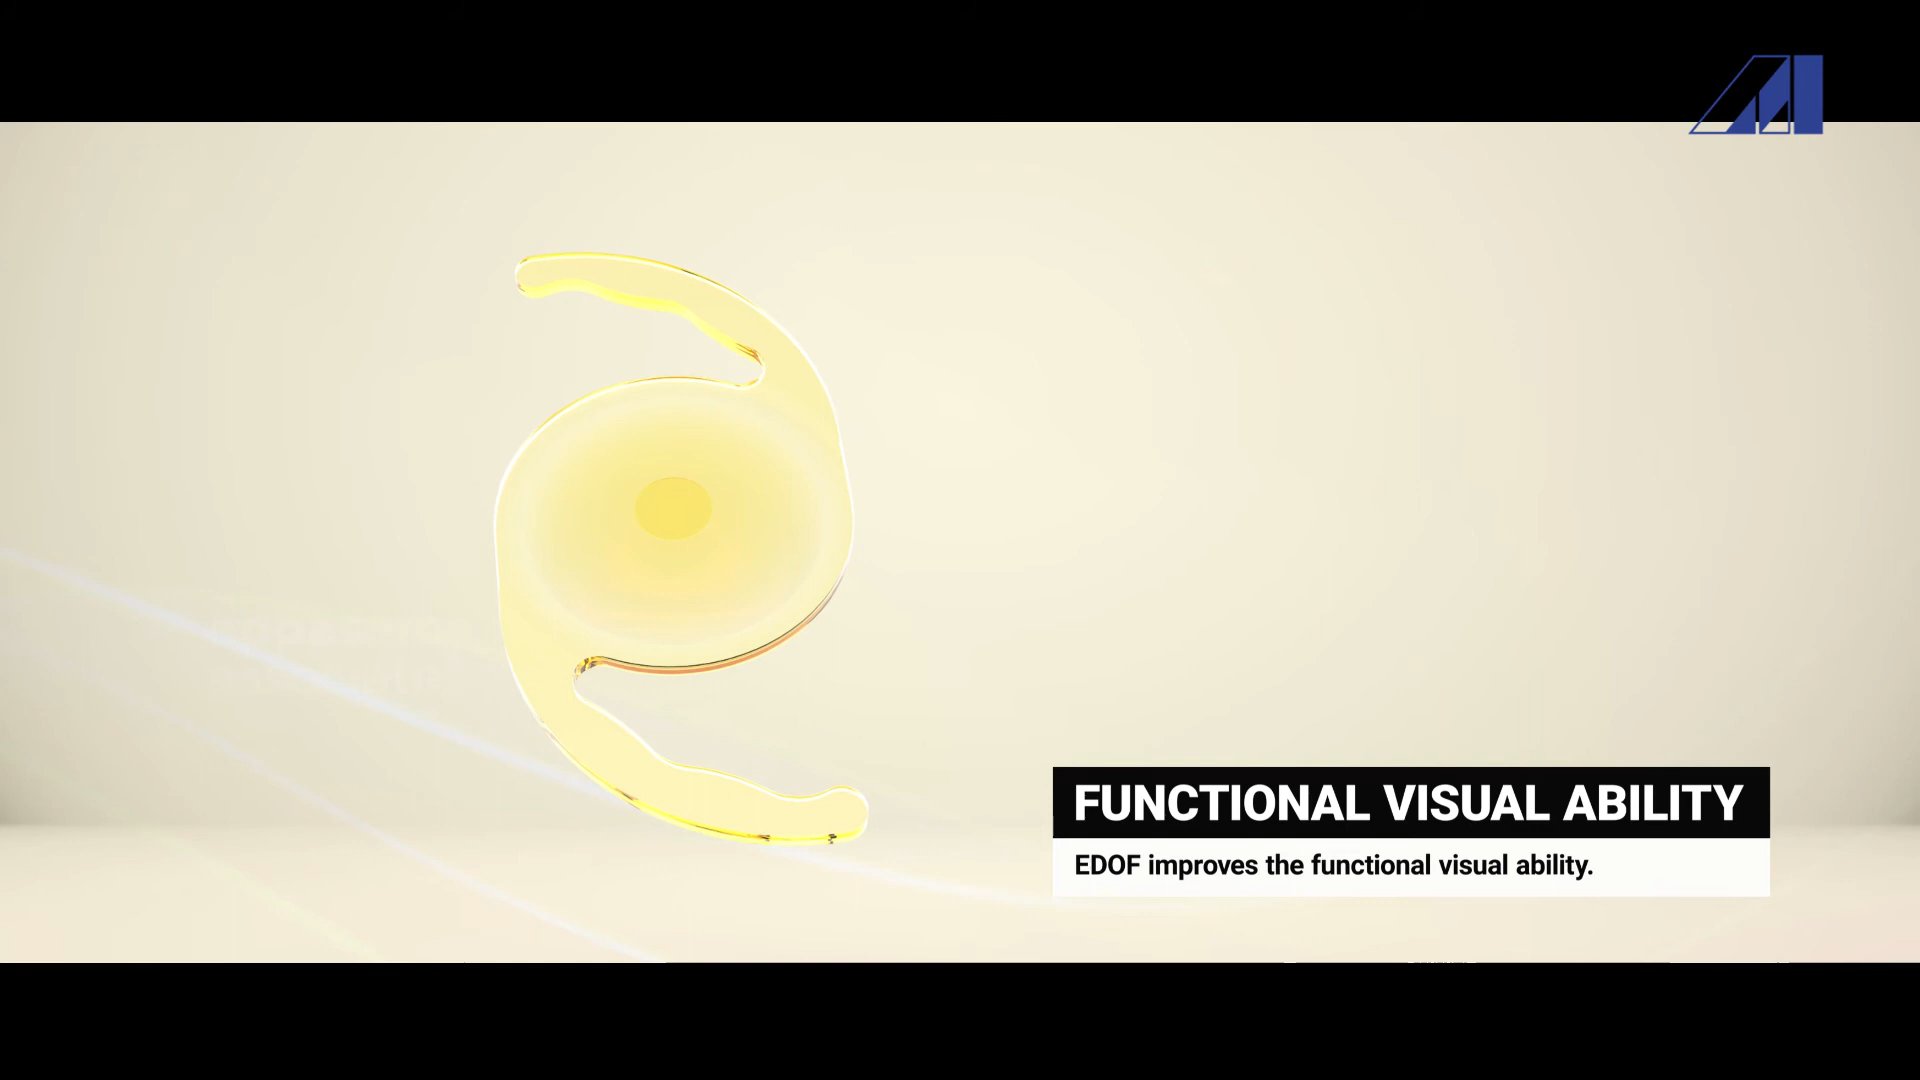 FUNCTIONAL VISUAL ABILITY
EDOF improves the functional visual ability.